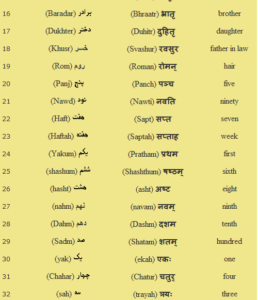 16 (Baradar) برادر (Bhraatr) भ्रातृ brother
17 (Dukhter) دختر (Duhitr) दुहितृ daughter
18 (Khusr) خسر (Svashur) श्वसुर father in law
19 (Rom) روم (Roman) रोमन् hair
20 (Panj) پنج (Panch) पञ्च five
21 (Nawd) نود (Nawti) नवति ninety
22 (Haft) هفت (Sapt) सप्त seven
23 (Haftah) هفته (Saptah) सप्ताह week
24 (Yakum) یکم (Pratham) प्रथम first
25 (shashum) ششم (Shashthum) षष्ठम् sixth
26 (hasht) هشت (asht) अष्ट eight
27 (nahm) نهم (navam) नवम् ninth
28 (Dahm) دهم (Dashm) दशम tenth
29 (Sadm) صد (Shatam) शतम् hundred
30 (yak) یک (ekah) एकः one
31 (Chahar) چهار (Chatur) चतुर् four
32 (sah) سه (trayah) त्रयः three